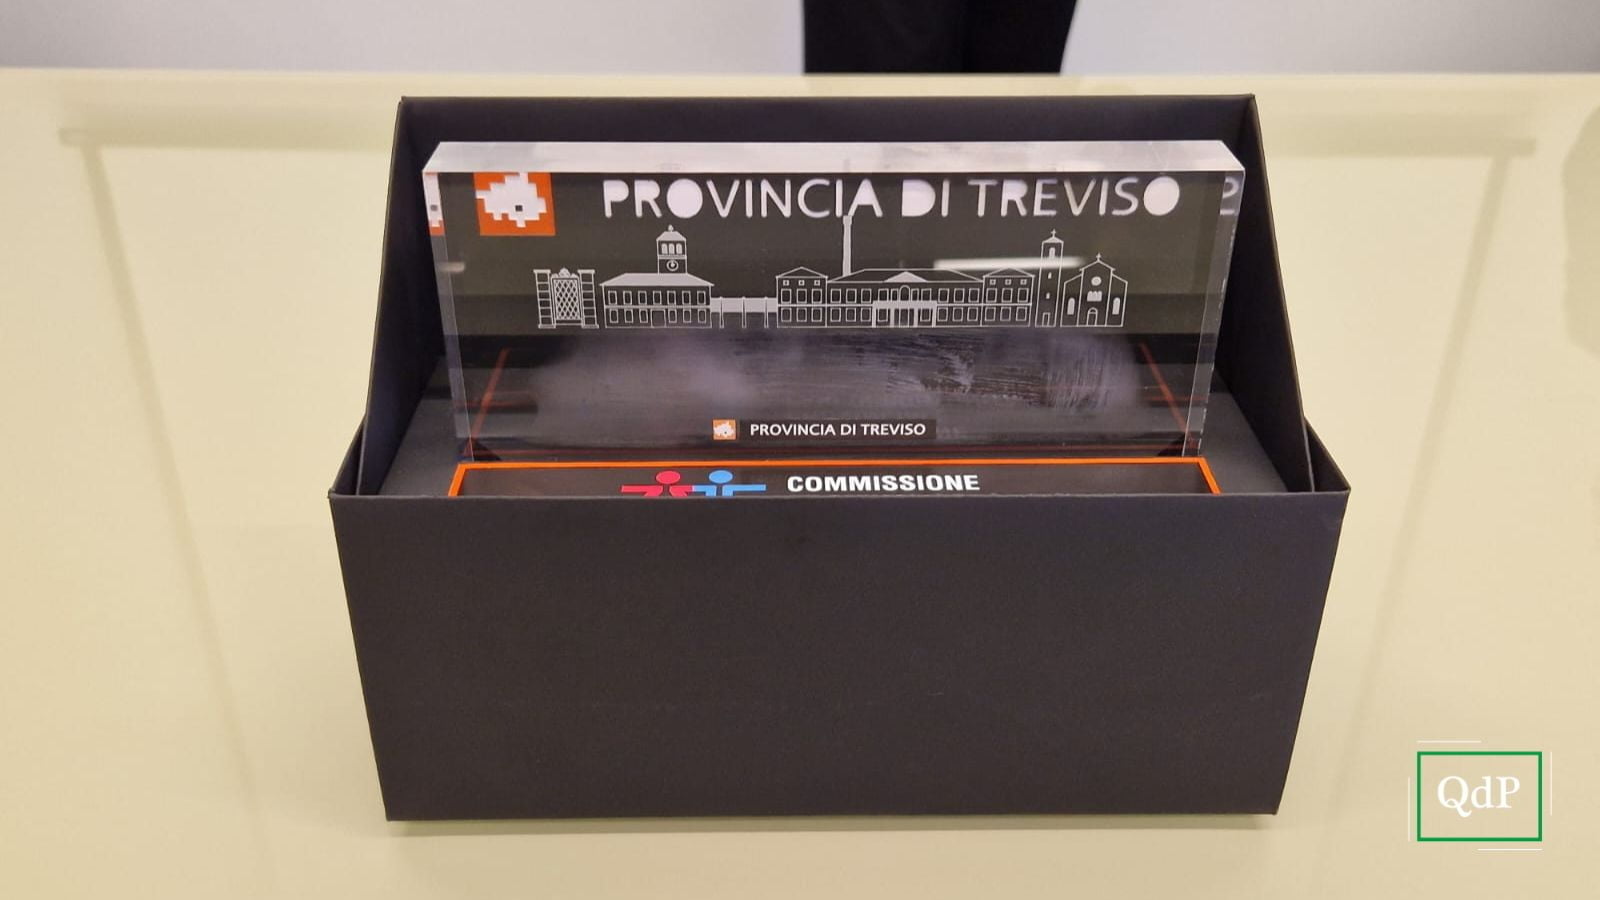 PROVINCIA DI TREVISO
PROVINCIA DI TREVISO
COMMISSIONE
QdP